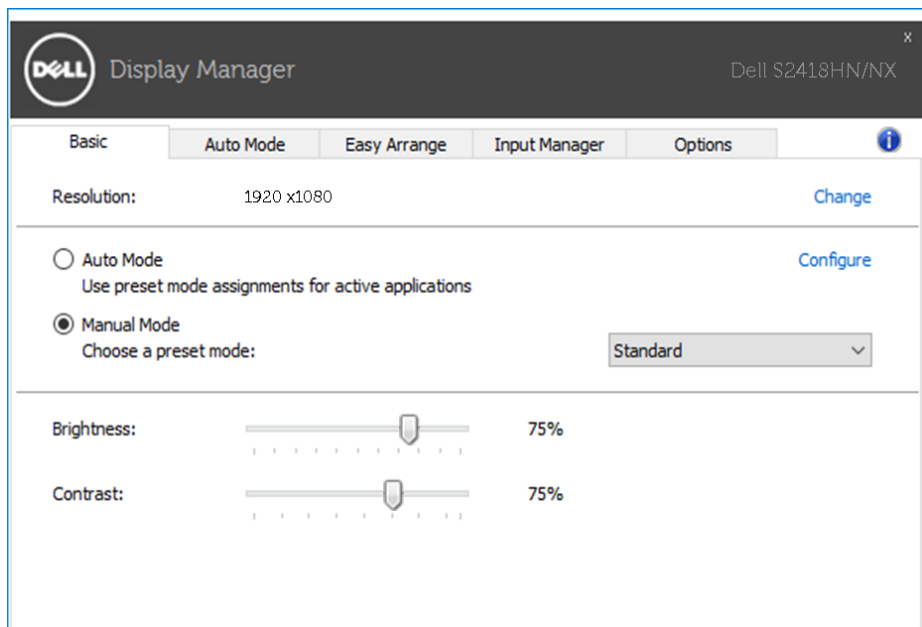 x
DELL Display Manager Dell S2418HN/NX
Basic Auto Mode Easy Arrange Input Manager Options i
Resolution: 1920 x1080 Change
Auto Mode Configure
Use preset mode assignments for active applications
Manual Mode
Choose a preset mode: Standard
Brightness: 75%
Contrast: 75%